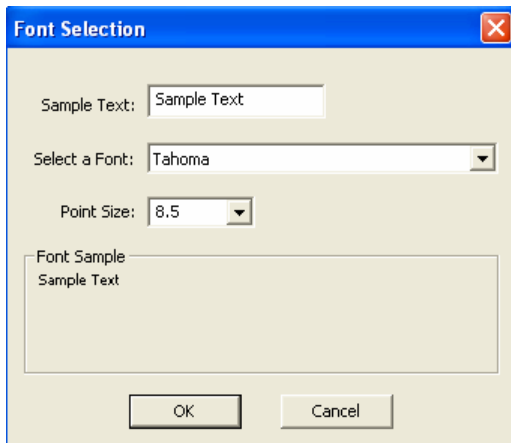 Font Selection
Sample Text: Sample Text
Select a Font: Tahoma
Point Size: 8.5
Font Sample
Sample Text
OK Cancel